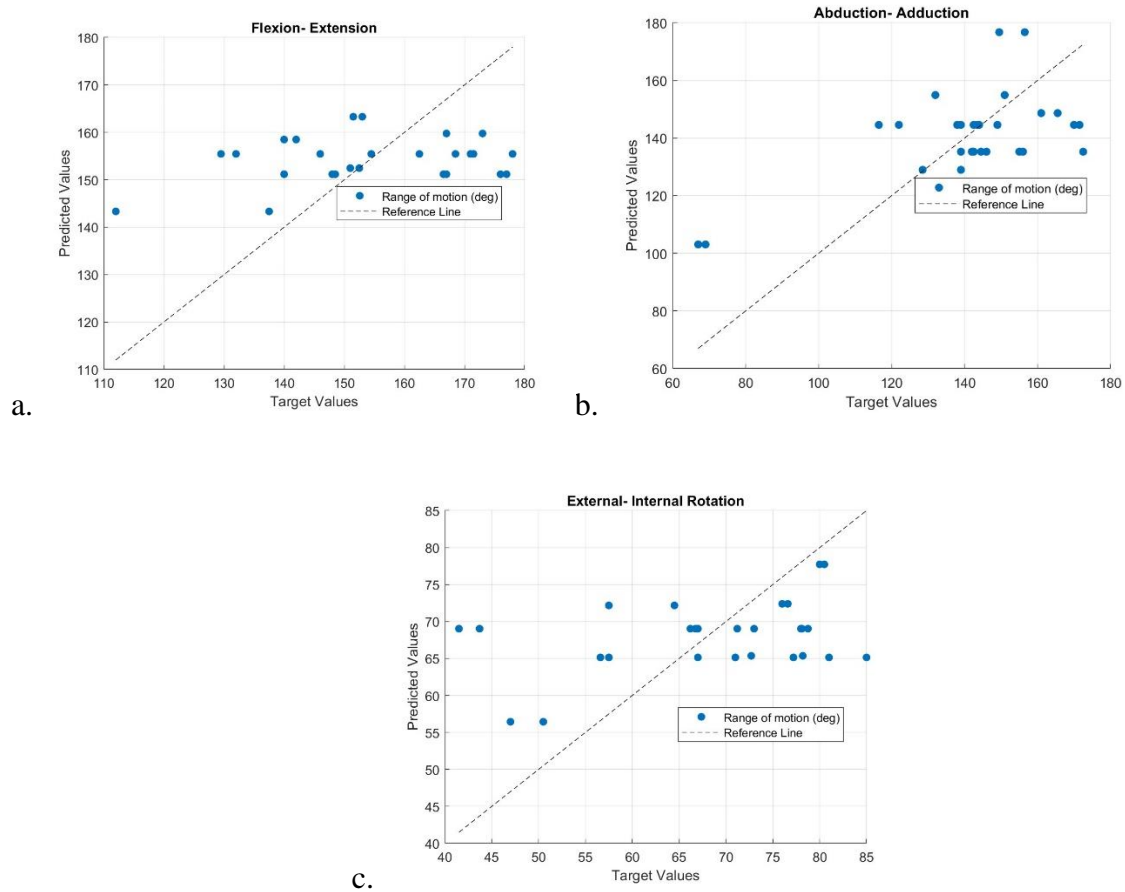 Flexion- Extension
180
170
160
150
140
130
120
110
110 120 130 140 150 160 170 180
Predicted Values
Target Values
Range of motion (deg)
Reference Line
a.
Abduction- Adduction
180
160
140
120
100
80
60
60 80 100 120 140 160 180
Predicted Values
Target Values
Range of motion (deg)
Reference Line
b.
External- Internal Rotation
85
80
75
70
65
60
55
50
45
40
40 45 50 55 60 65 70 75 80 85
Predicted Values
Target Values
Range of motion (deg)
Reference Line
c.